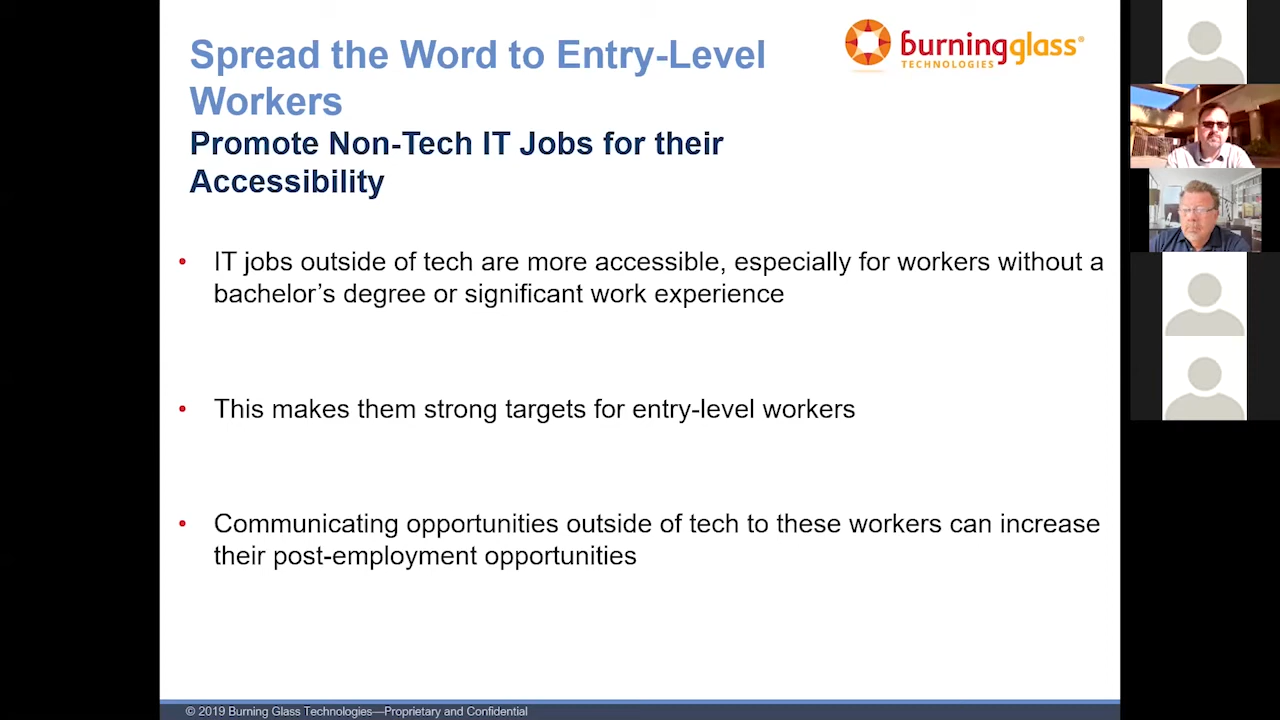 Spread the Word to Entry-Level
Workers
Promote Non-Tech IT Jobs for their
Accessibility
burningglass®
TECHNOLOGIES
• IT jobs outside of tech are more accessible, especially for workers without a
bachelor’s degree or significant work experience
• This makes them strong targets for entry-level workers
• Communicating opportunities outside of tech to these workers can increase
their post-employment opportunities
© 2019 Burning Glass Technologies—Proprietary and Confidential